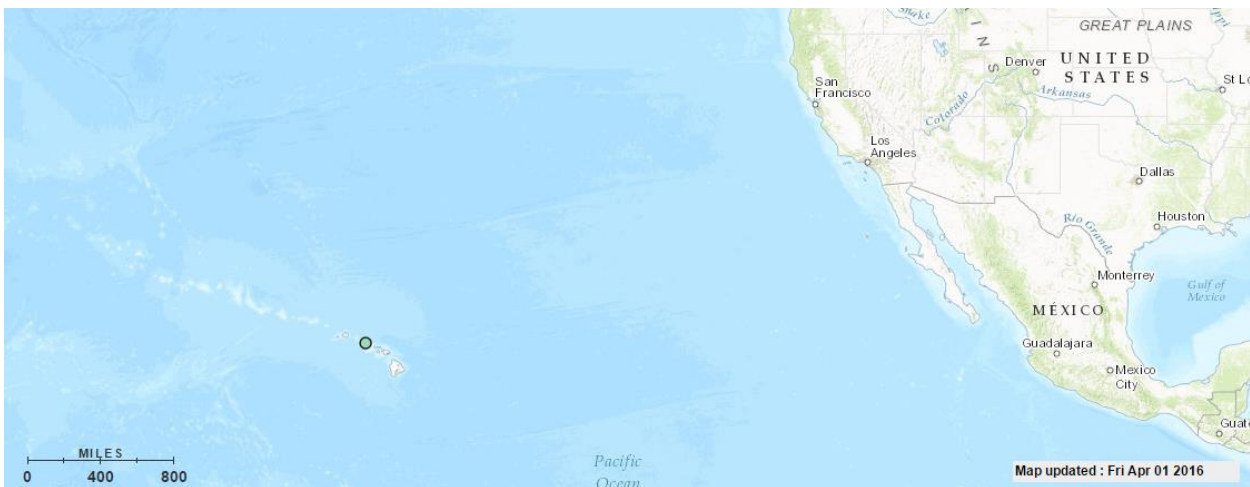 Snake
GREAT PLAINS
INS
Denver
UNITED
STATES
San
Francisco
Colorado
Arkansas
St Lo
Los
Angeles
Dallas
Houston
Rio Grande
Monterrey
Gulf of
Mexico
MÉXICO
Guadalajara
Mexico
City
Guate
MILES
0 400 800
Pacific
Ocean
Map updated : Fri Apr 01 2016